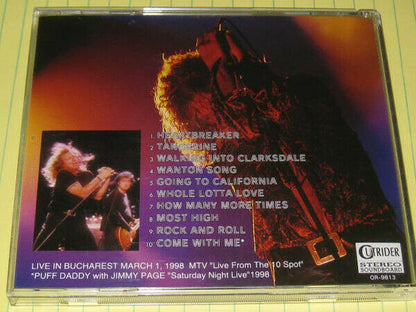 1 HEARTBREAKER
2 TANGERINE
3 WALKING INTO CLARKSDALE
4 WANTON SONG
5 GOING TO CALIFORNIA
6 WHOLE LOTTA LOVE
7 HOW MANY MORE TIMES
8 MOST HIGH
9 ROCK AND ROLL
10 COME WITH ME*
LIVE IN BUCHAREST MARCH 1, 1998 MTV "Live From The 10 Spot"
*PUFF DADDY with JIMMY PAGE "Saturday Night Live"1998
OUTRIDER
STEREO
SOUNDBOARD
OR-9813